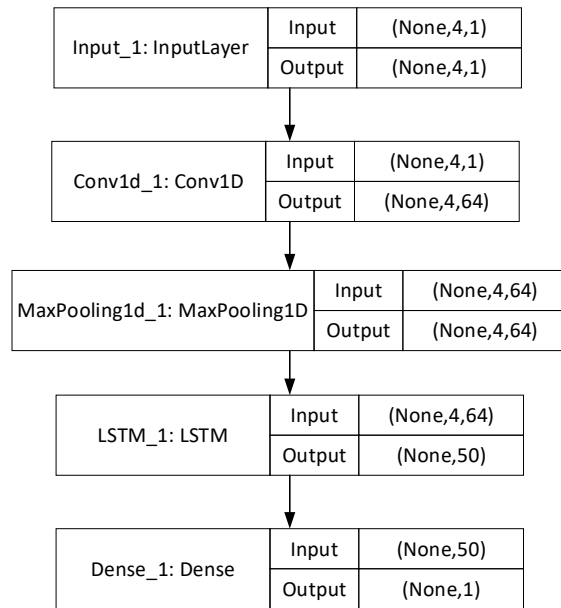 Input_1: InputLayer
Input (None,4,1)
Output (None,4,1)
Conv1d_1: Conv1D
Input (None,4,1)
Output (None,4,64)
MaxPooling1d_1: MaxPooling1D
Input (None,4,64)
Output (None,4,64)
LSTM_1: LSTM
Input (None,4,64)
Output (None,50)
Dense_1: Dense
Input (None,50)
Output (None,1)